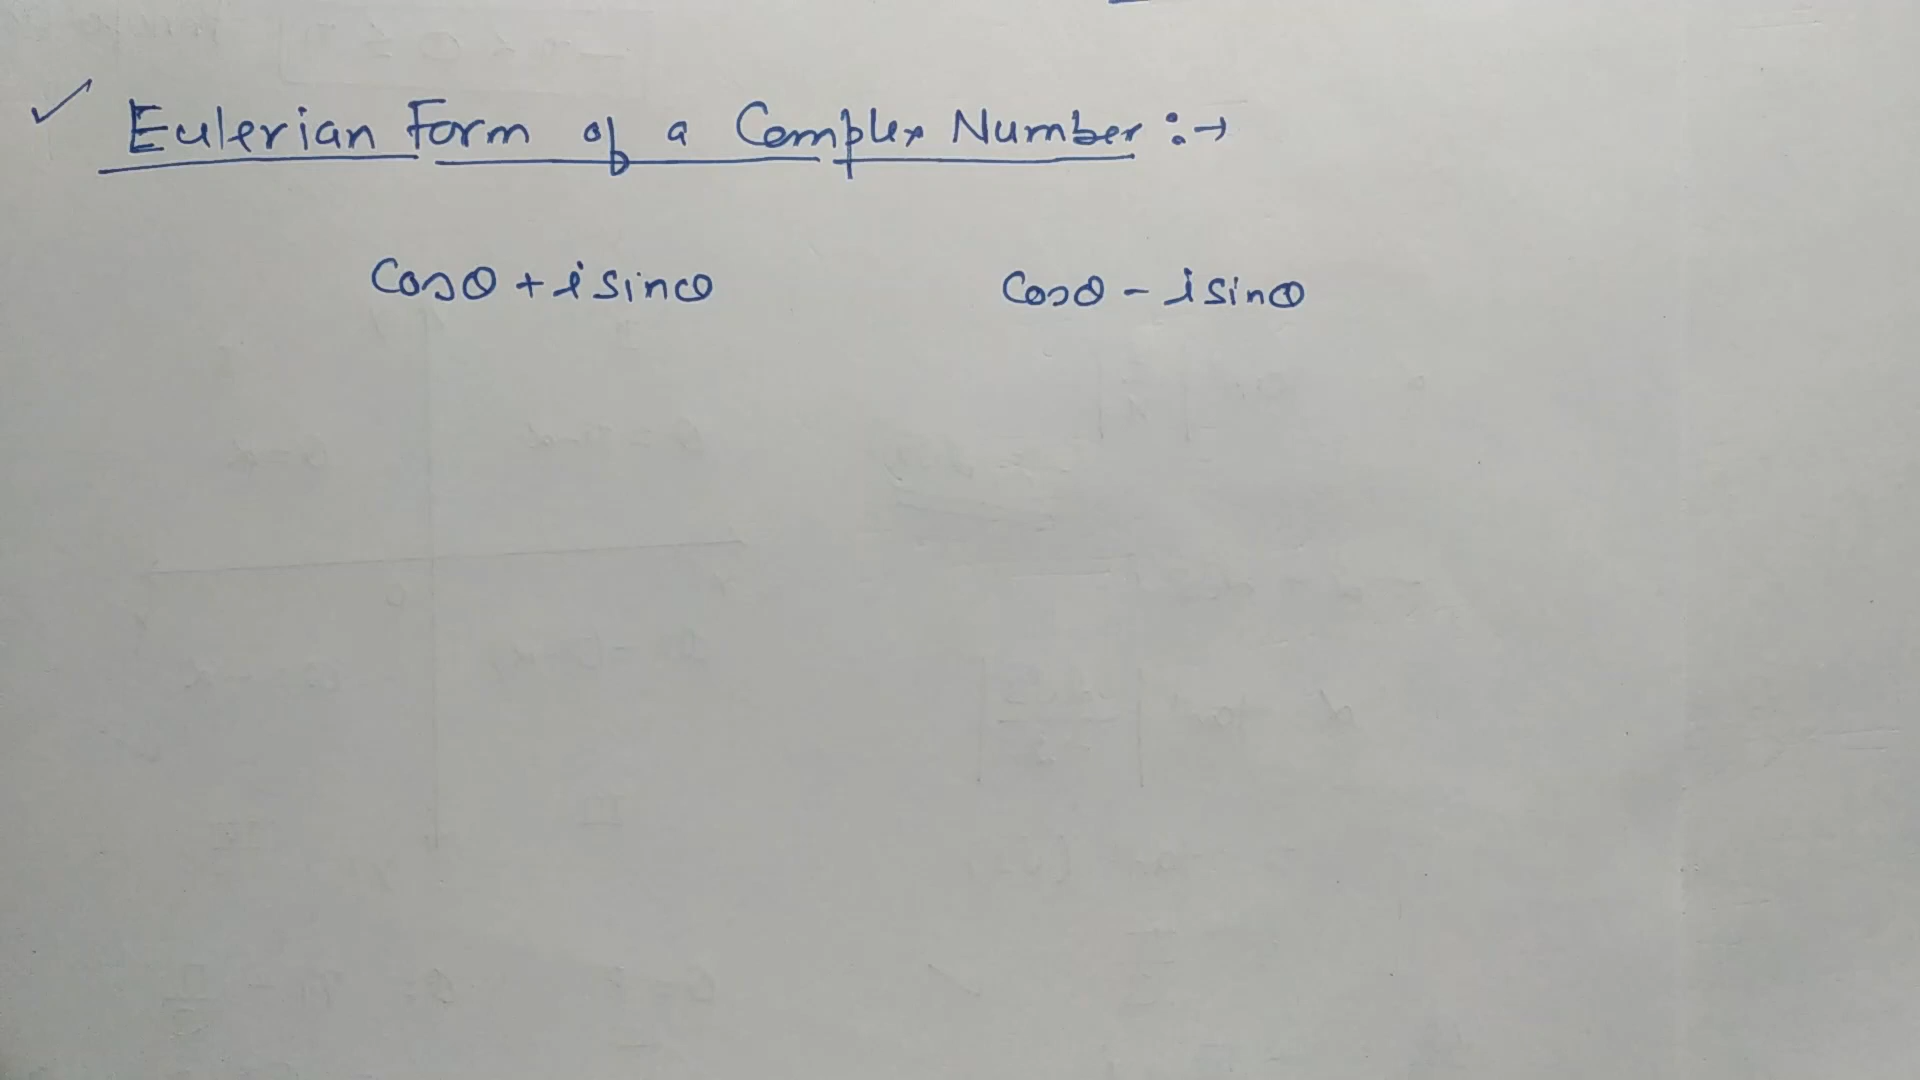 ✓ Eulerian Form of a Complex Number :→
Cosθ + i sinθ Cosθ - i sinθ